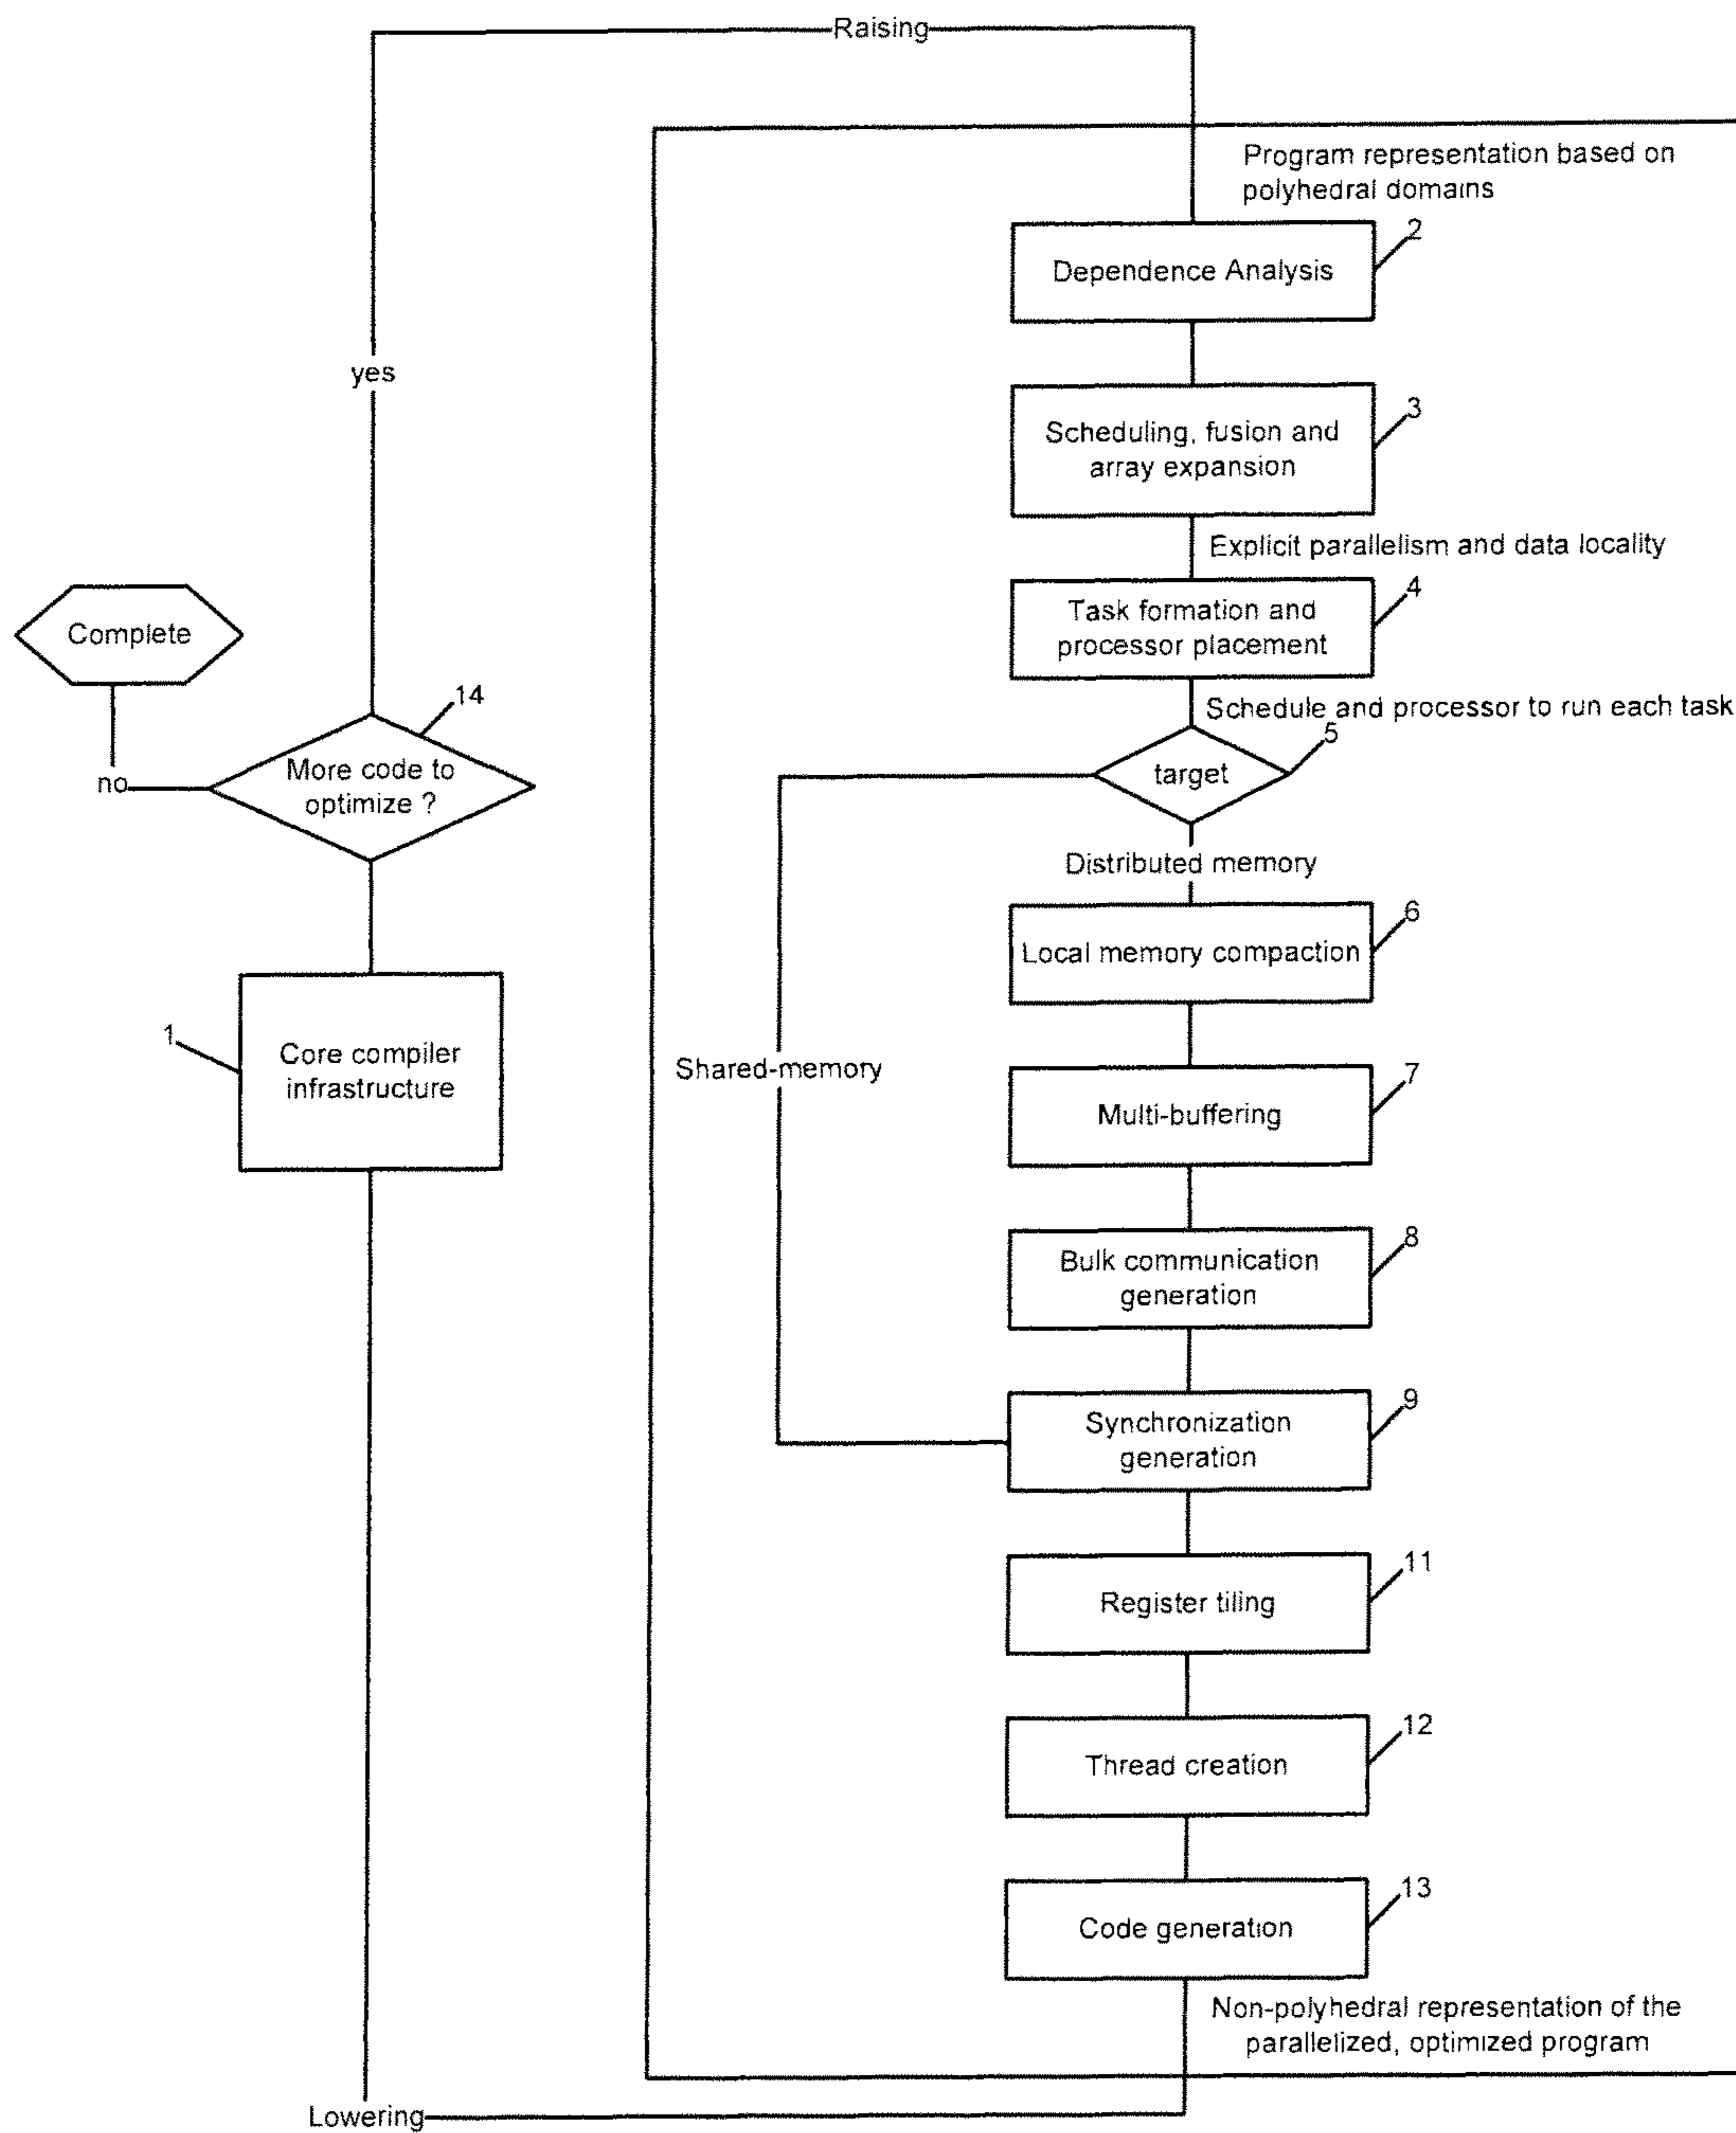 Raising
Program representation based on
polyhedral domains
2
Dependence Analysis
yes
3
Scheduling, fusion and
array expansion
Explicit parallelism and data locality
4
Task formation and
processor placement
Complete
14
Schedule and processor to run each task
5
target
More code to
optimize ?
no
Distributed memory
6
Local memory compaction
1
Core compiler
infrastructure
Shared-memory
7
Multi-buffering
8
Bulk communication
generation
9
Synchronization
generation
11
Register tiling
12
Thread creation
13
Code generation
Non-polyhedral representation of the
parallelized, optimized program
Lowering